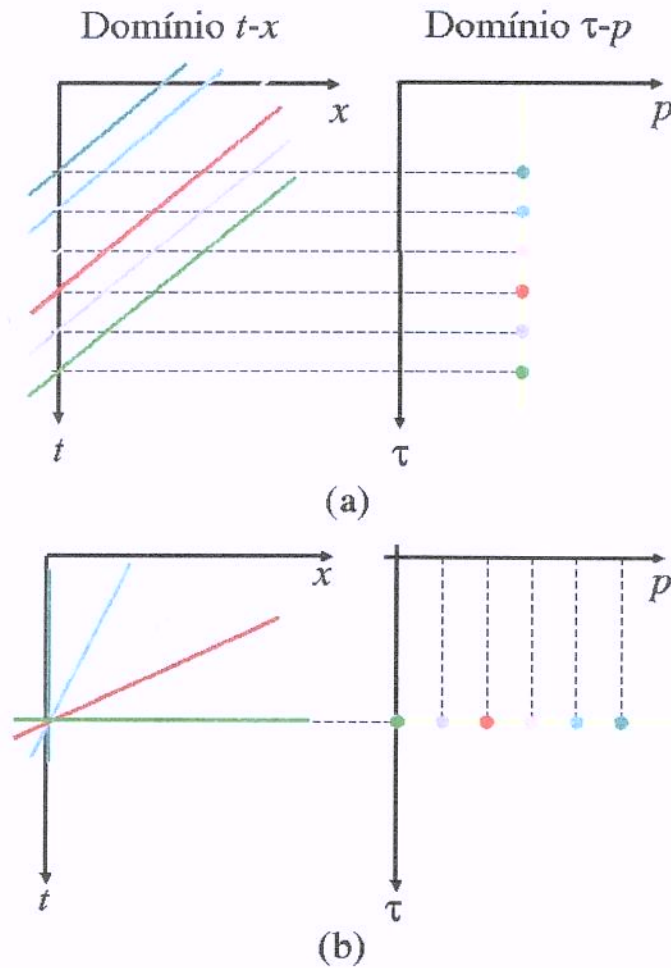 Domínio t-x Domínio τ-p
x p
t τ
(a)
x p
t τ
(b)